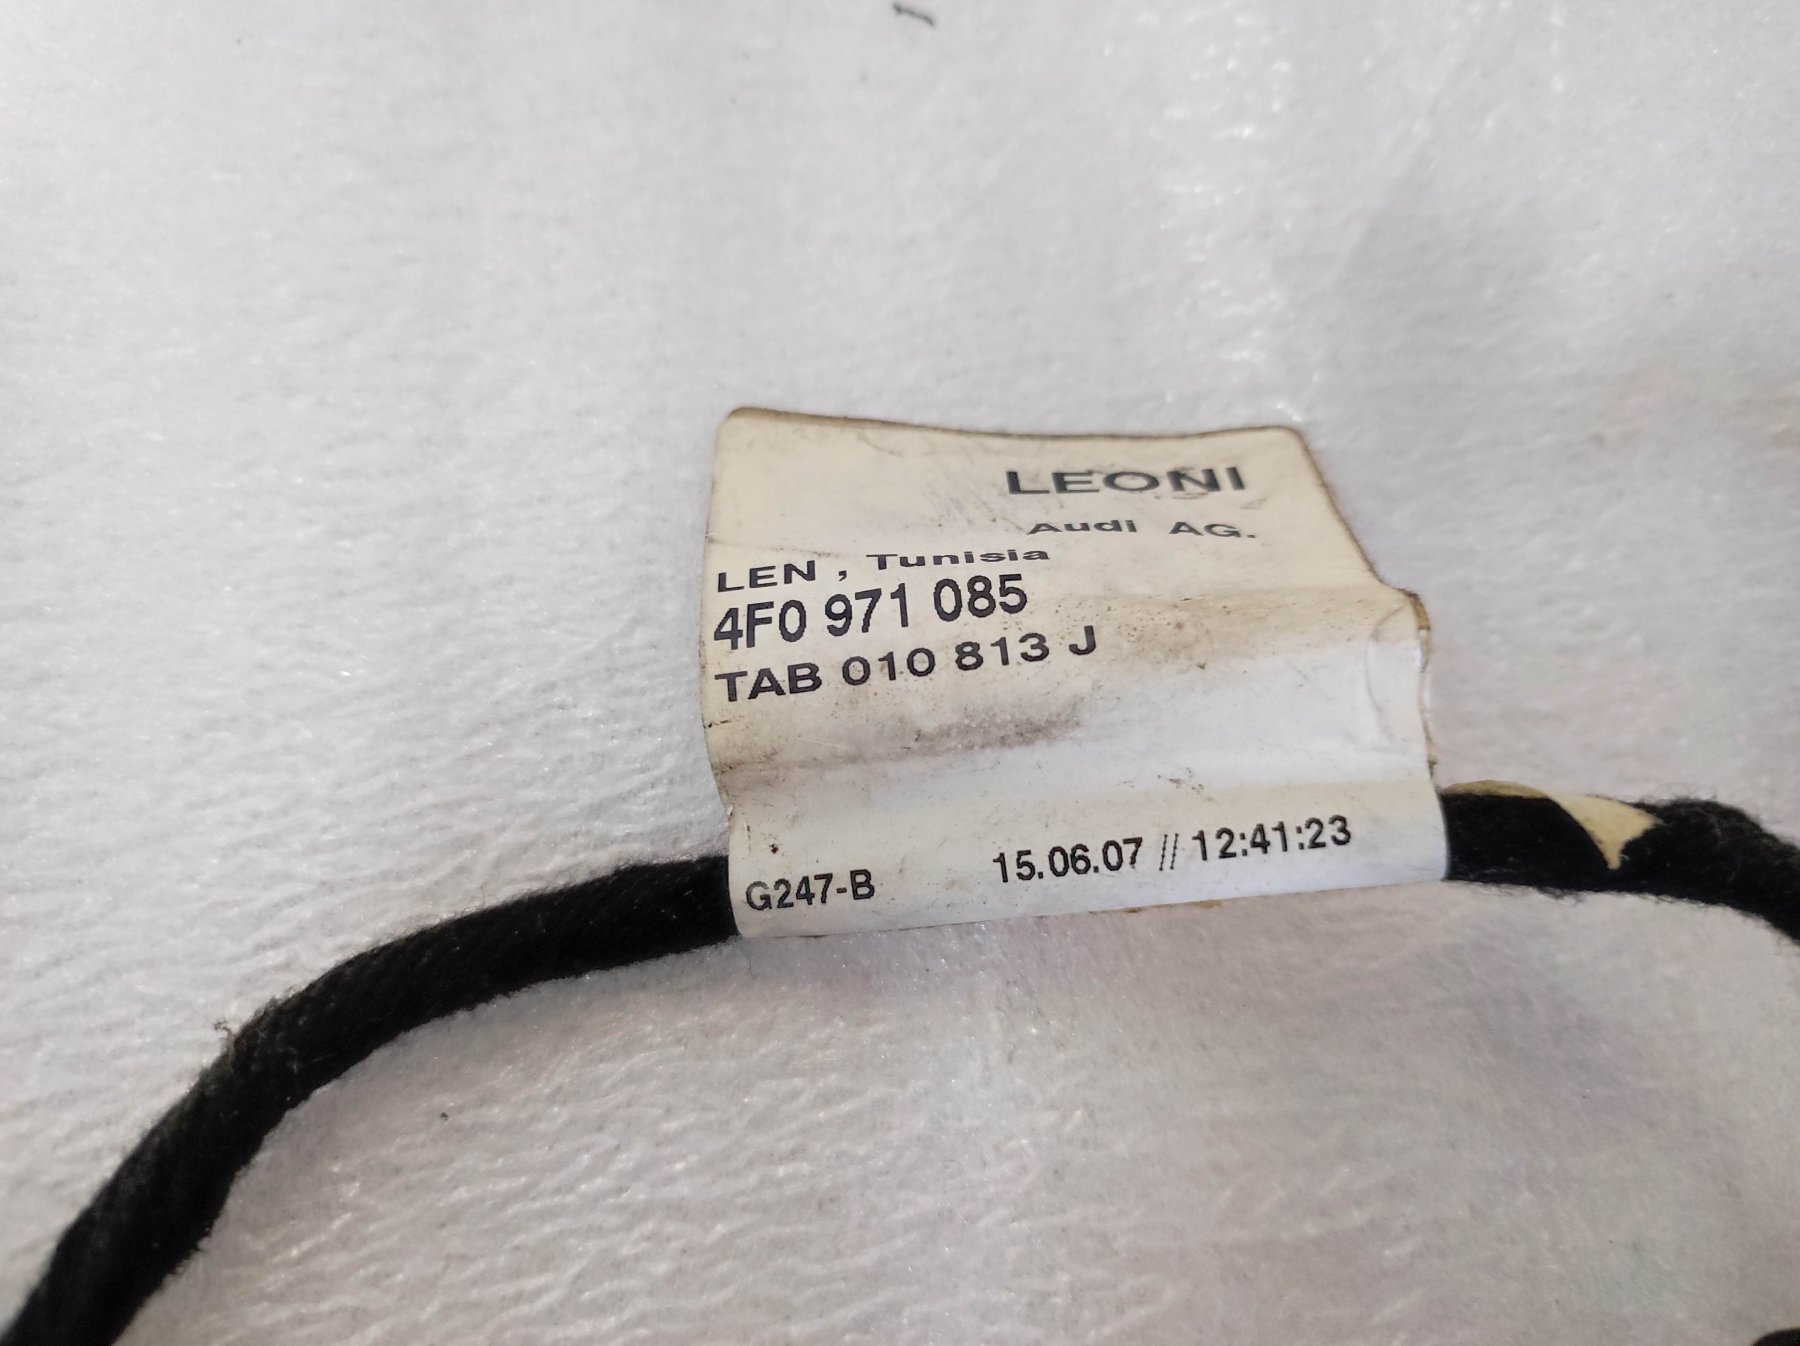 LEONI
Audi AG.
LEN , Tunisia
4F0 971 085
TAB 010 813 J
G247-B 15.06.07 // 12:41:23